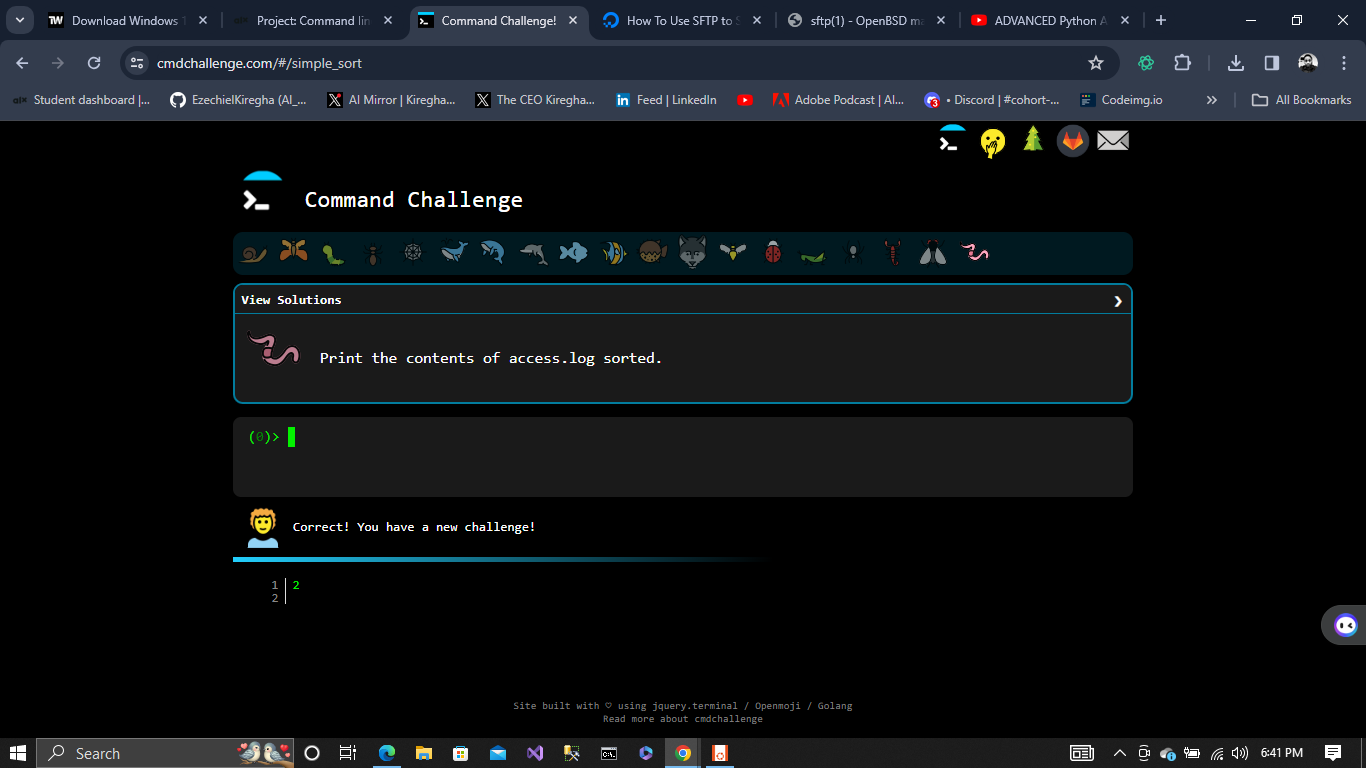 Download Windows 1
Project: Command lin
Command Challenge!
How To Use SFTP to S
sftp(1) - OpenBSD ma
ADVANCED Python A
cmdchallenge.com/#/simple_sort
Student dashboard |...
EzechielKiregha (AI_...
AI Mirror | Kiregha...
The CEO Kiregha...
Feed | LinkedIn
Adobe Podcast | AI...
• Discord | #cohort-...
Codeimg.io
»
All Bookmarks
Command Challenge
View Solutions
Print the contents of access.log sorted.
(0)>
Correct! You have a new challenge!
1 2
2
Site built with ♡ using jquery.terminal / Openmoji / Golang
Read more about cmdchallenge
Search
6:41 PM